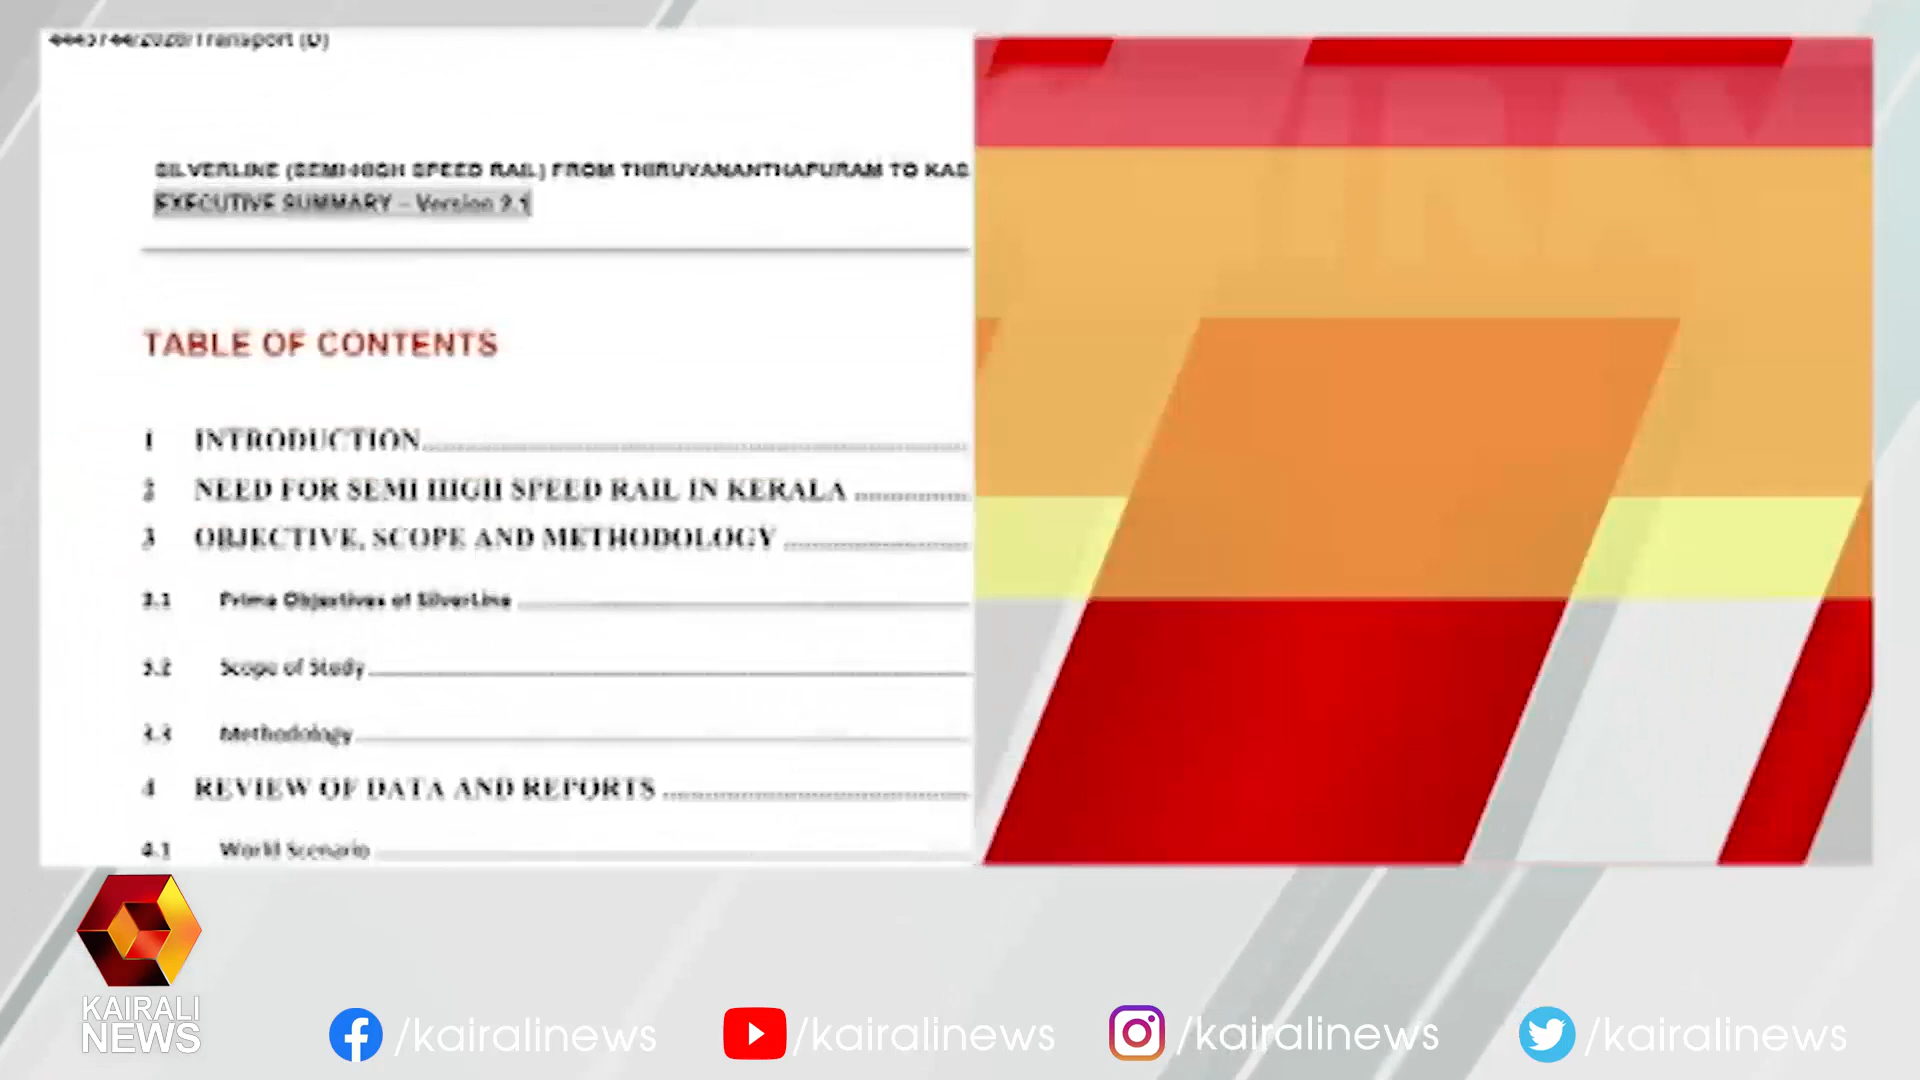 /2020/Transport (D)
SILVERLINE (SEMI-HIGH SPEED RAIL) FROM THIRUVANANTHAPURAM TO KAS
EXECUTIVE SUMMARY – Version 2.1
TABLE OF CONTENTS
1 INTRODUCTION
2 NEED FOR SEMI HIGH SPEED RAIL IN KERALA
3 OBJECTIVE, SCOPE AND METHODOLOGY
3.1 Prime Objectives of SilverLine
3.2 Scope of Study
3.3 Methodology
4 REVIEW OF DATA AND REPORTS
4.1 World Scenario
KAIRALI
NEWS
/kairalinews
/kairalinews
/kairalinews
/kairalinews